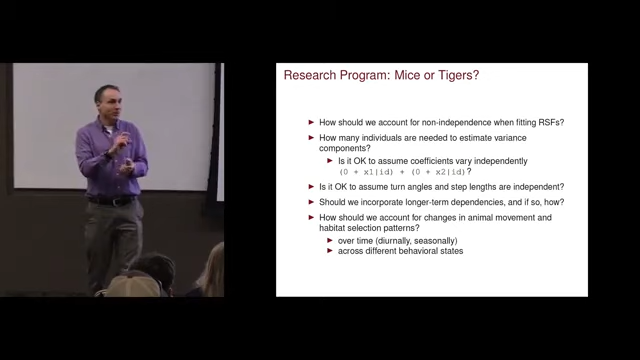 Research Program: Mice or Tigers?
How should we account for non-independence when fitting RSFs?
How many individuals are needed to estimate variance
components?
Is it OK to assume coefficients vary independently
(0 + x1|id) + (0 + x2|id)?
Is it OK to assume turn angles and step lengths are independent?
Should we incorporate longer-term dependencies, and if so, how?
How should we account for changes in animal movement and
habitat selection patterns?
over time (diurnally, seasonally)
across different behavioral states